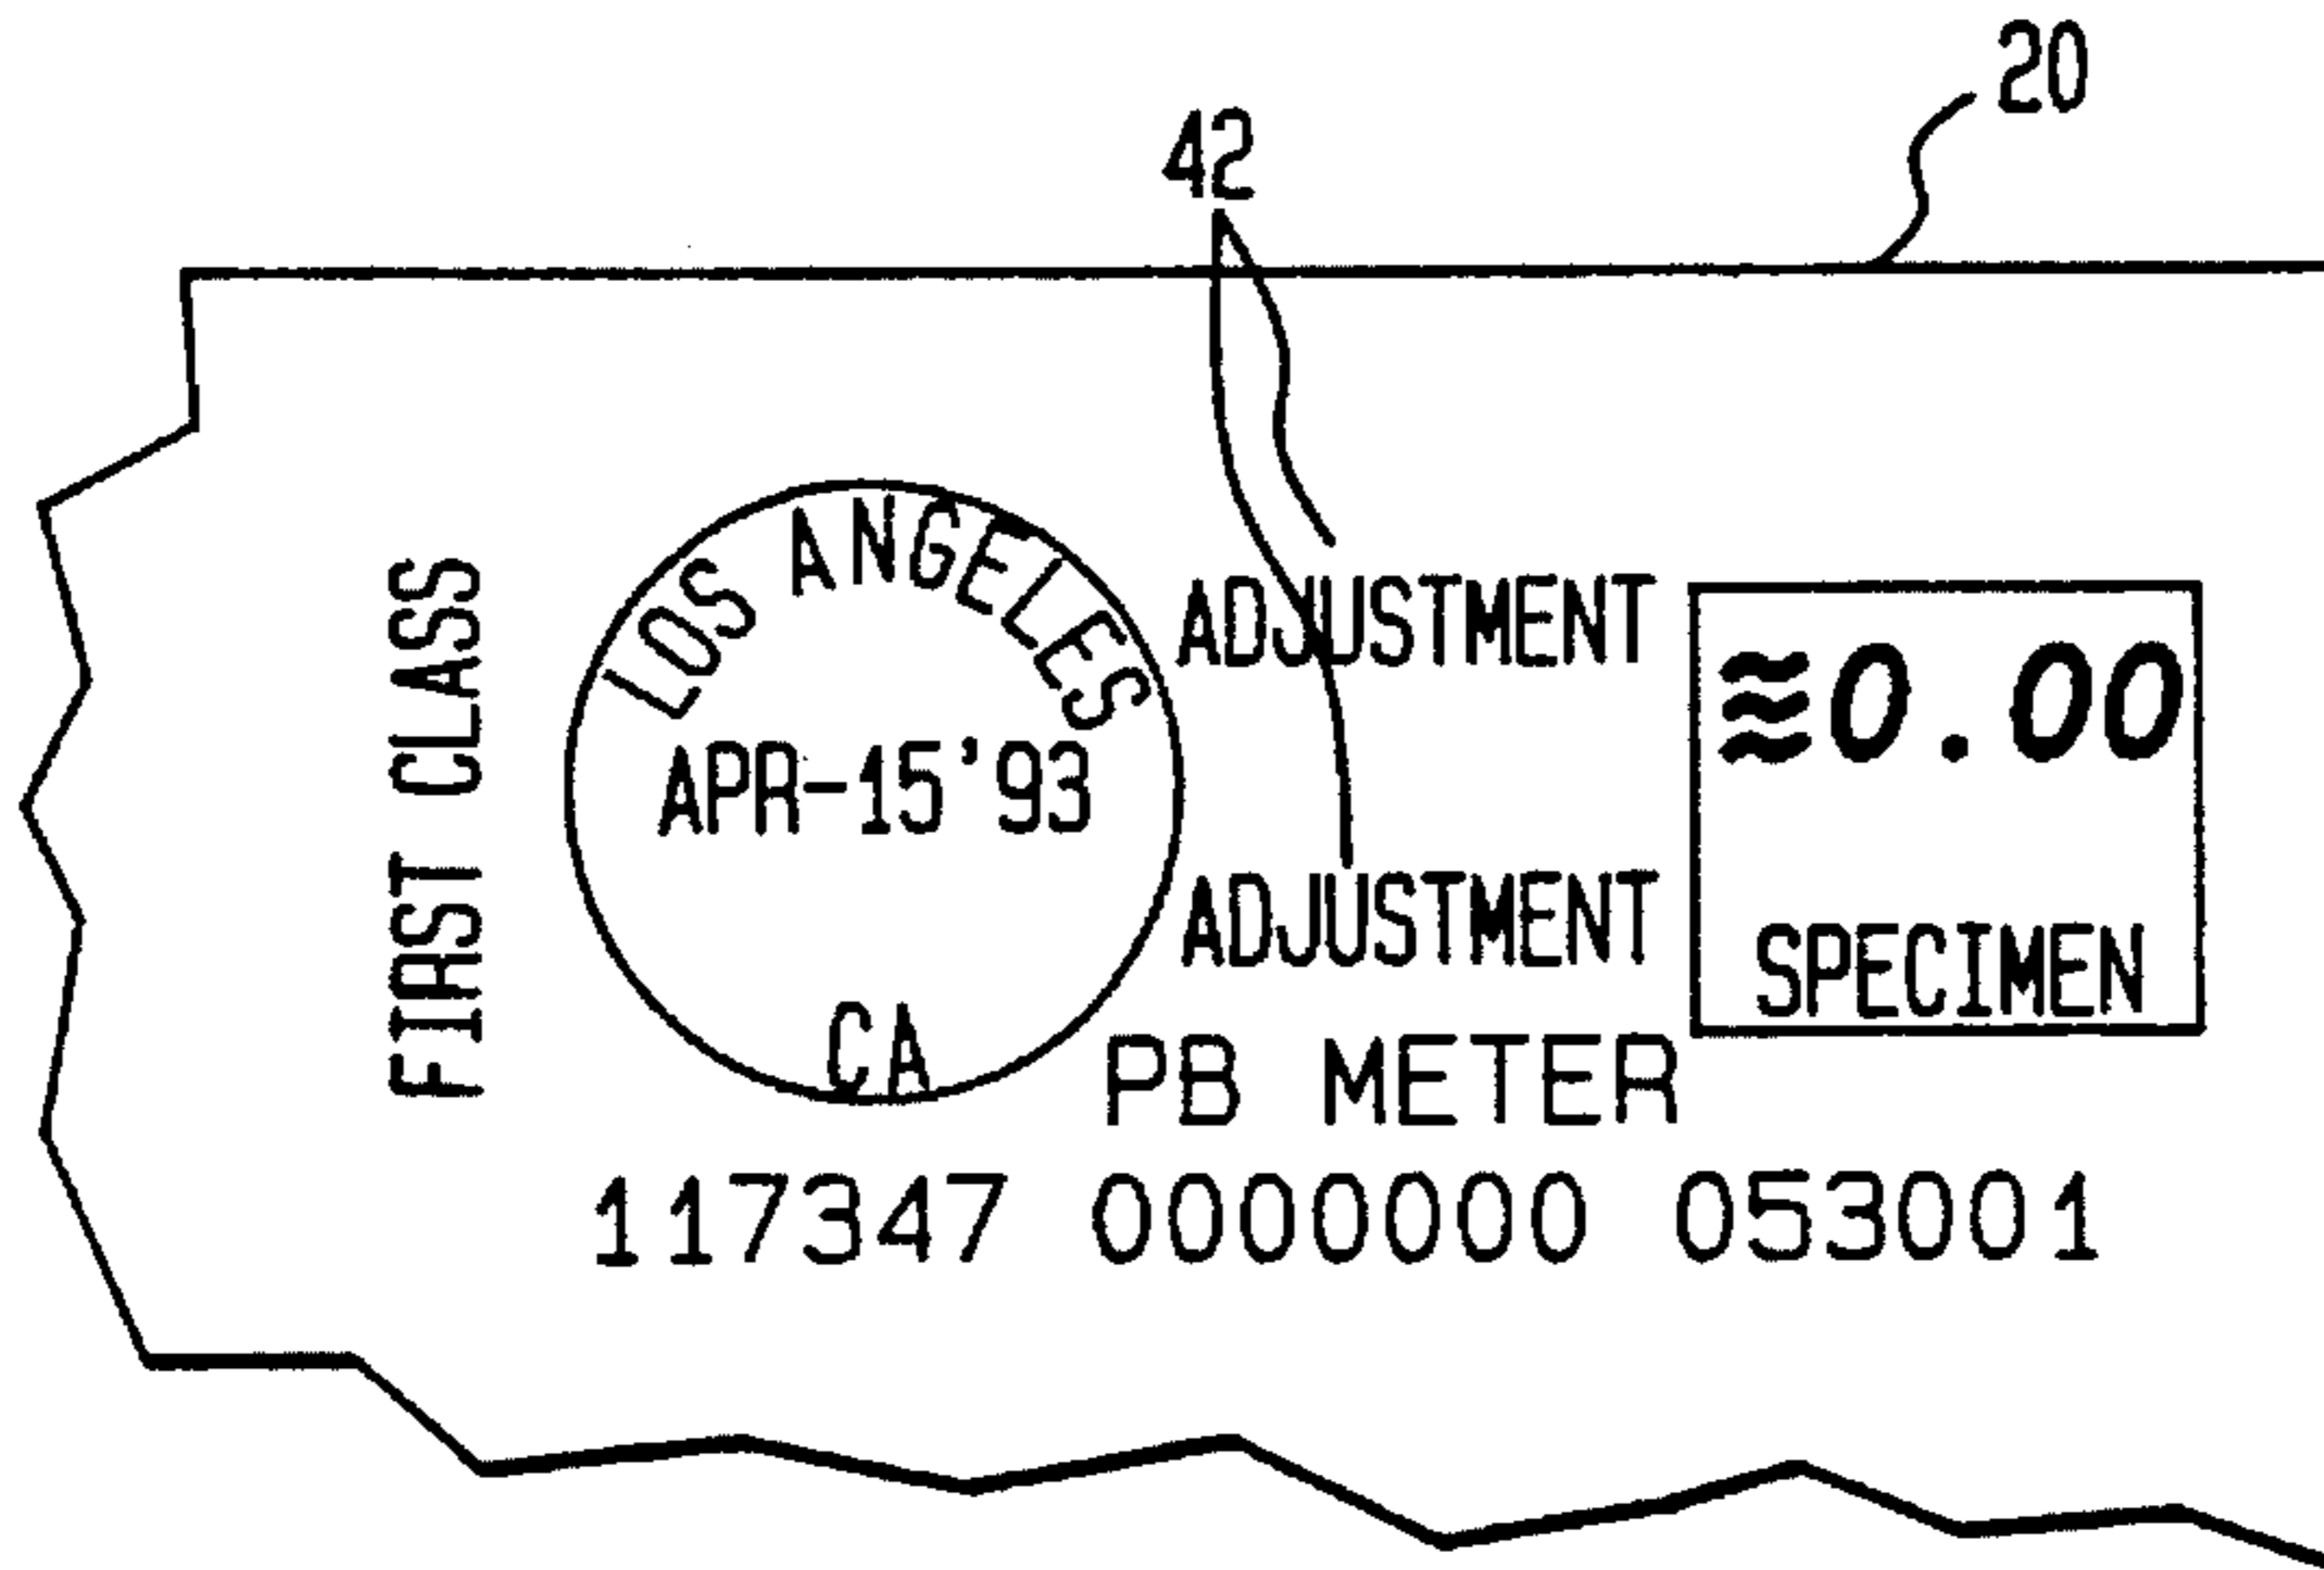 20
42
FIRST CLASS
LOS ANGELES
APR-15'93
CA
ADJUSTMENT
ADJUSTMENT
≋0.00
SPECIMEN
PB METER
117347 0000000 053001